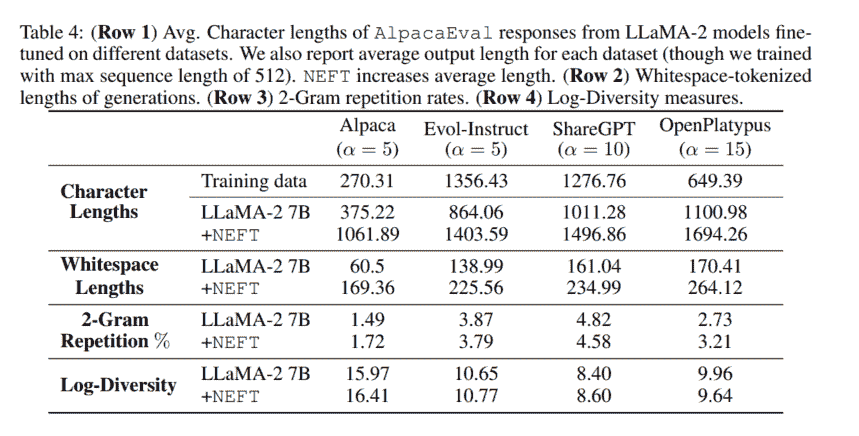 Table 4: (Row 1) Avg. Character lengths of AlpacaEval responses from LLaMA-2 models fine-
tuned on different datasets. We also report average output length for each dataset (though we trained
with max sequence length of 512). NEFT increases average length. (Row 2) Whitespace-tokenized
lengths of generations. (Row 3) 2-Gram repetition rates. (Row 4) Log-Diversity measures.
Alpaca Evol-Instruct ShareGPT OpenPlatypus
(α = 5) (α = 5) (α = 10) (α = 15)
Character Lengths Training data 270.31 1356.43 1276.76 649.39
LLaMA-2 7B 375.22 864.06 1011.28 1100.98
+NEFT 1061.89 1403.59 1496.86 1694.26
Whitespace LLaMA-2 7B 60.5 138.99 161.04 170.41
Lengths +NEFT 169.36 225.56 234.99 264.12
2-Gram LLaMA-2 7B 1.49 3.87 4.82 2.73
Repetition % +NEFT 1.72 3.79 4.58 3.21
Log-Diversity LLaMA-2 7B 15.97 10.65 8.40 9.96
+NEFT 16.41 10.77 8.60 9.64